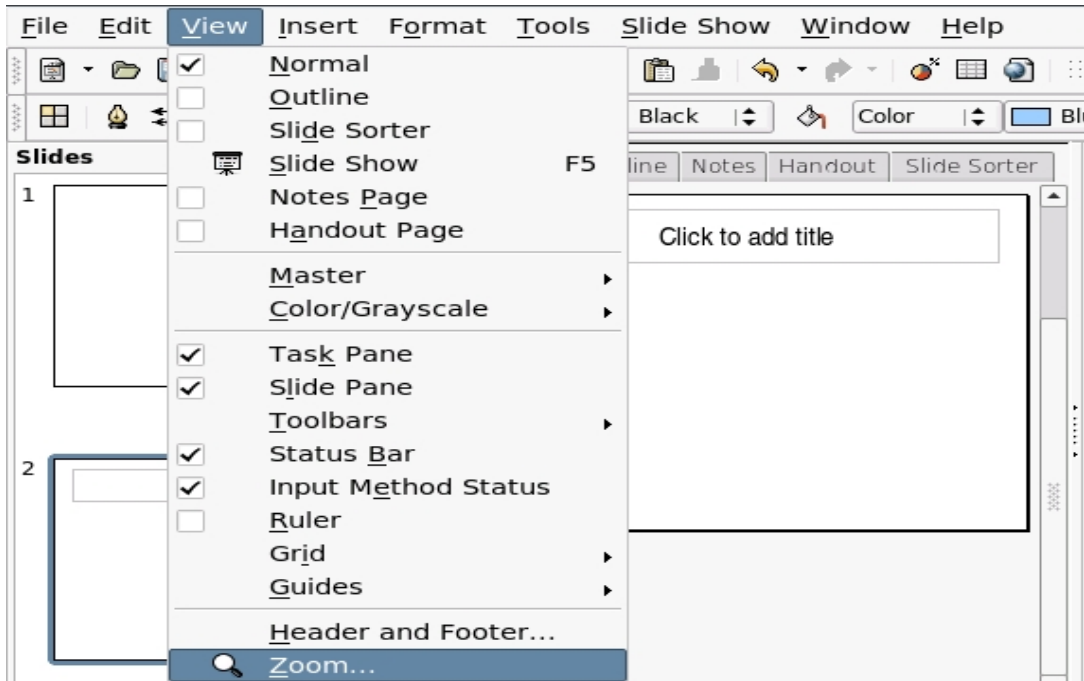 File Edit View Insert Format Tools Slide Show Window Help
Normal
Outline
Slide Sorter
Slide Show F5
Notes Page
Handout Page
Master
Color/Grayscale
Task Pane
Slide Pane
Toolbars
Status Bar
Input Method Status
Ruler
Grid
Guides
Header and Footer...
Zoom...
Black Color
Slides
1
2
Notes Handout Slide Sorter
Click to add title